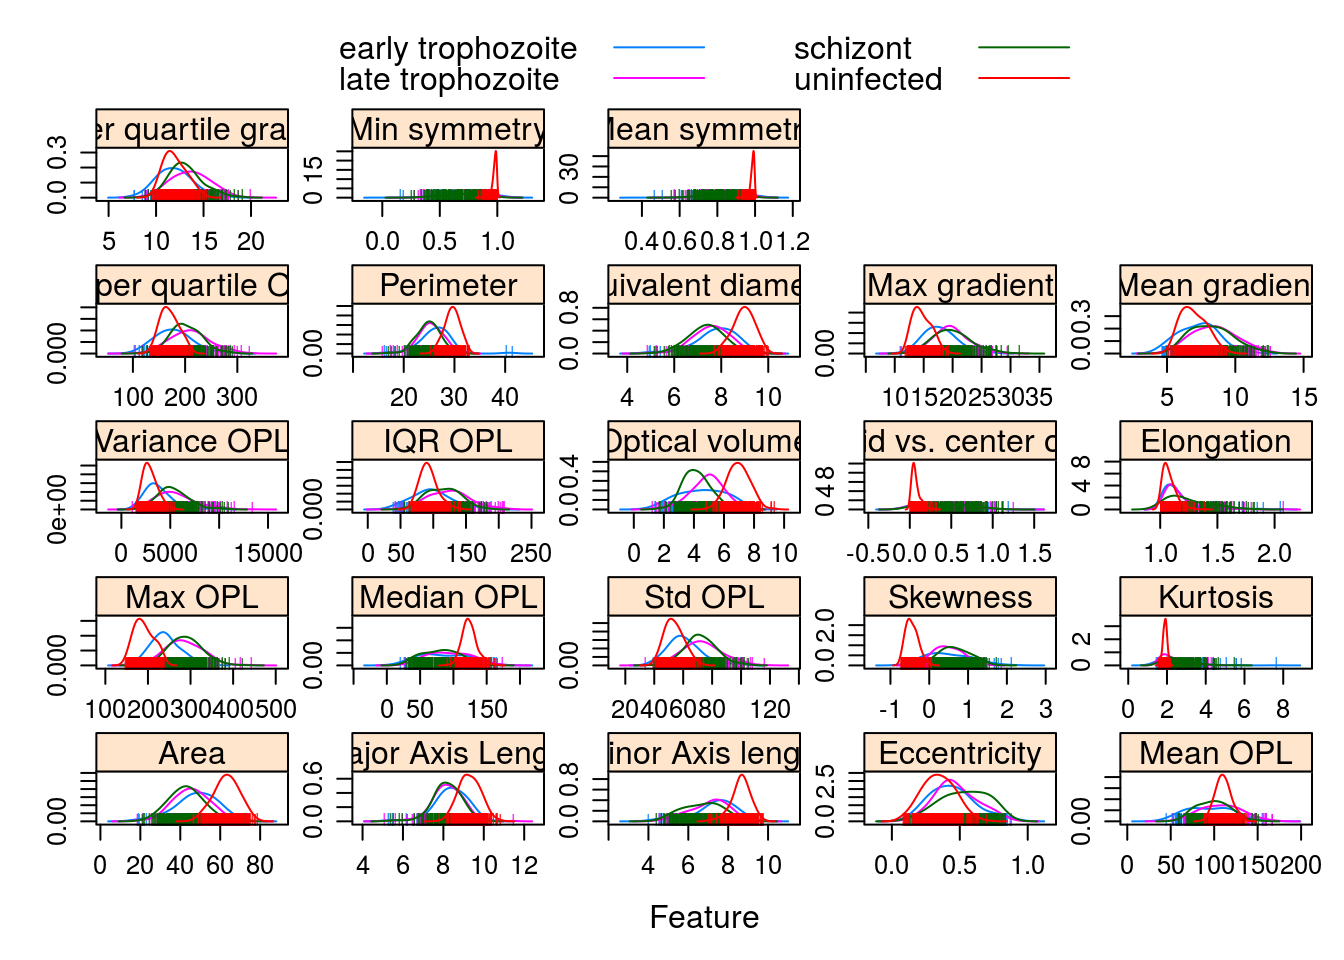 early trophozoite schizont
late trophozoite uninfected
er quartile gra Min symmetry Mean symmetr
0.0 0.3 0 15 0 30
5 10 15 20 0.0 0.5 1.0 0.4 0.6 0.8 1.0 1.2
per quartile O Perimeter uivalent diame Max gradient Mean gradien
0.000 0.00 0.0 0.8 0.00 0.00 0.3
100 200 300 20 30 40 4 6 8 10 10 15 20 25 30 35 5 10 15
Variance OPL IQR OPL Optical volume id vs. center o Elongation
0e+00 0.000 0.0 0.4 0 4 8 0 4 8
0 5000 15000 0 50 150 250 0 2 4 6 8 10 -0.5 0.0 0.5 1.0 1.5 1.0 1.5 2.0
Max OPL Median OPL Std OPL Skewness Kurtosis
0.000 0.00 0.00 0.0 2.0 0 2
100 200 300 400 500 0 50 150 20 40 60 80 120 -1 0 1 2 3 0 2 4 6 8
Area ajor Axis Leng inor Axis leng Eccentricity Mean OPL
0.00 0.0 0.6 0.0 0.8 0.0 2.5 0.00
0 20 40 60 80 4 6 8 10 12 4 6 8 10 0.0 0.5 1.0 0 50 100 150 200
Feature